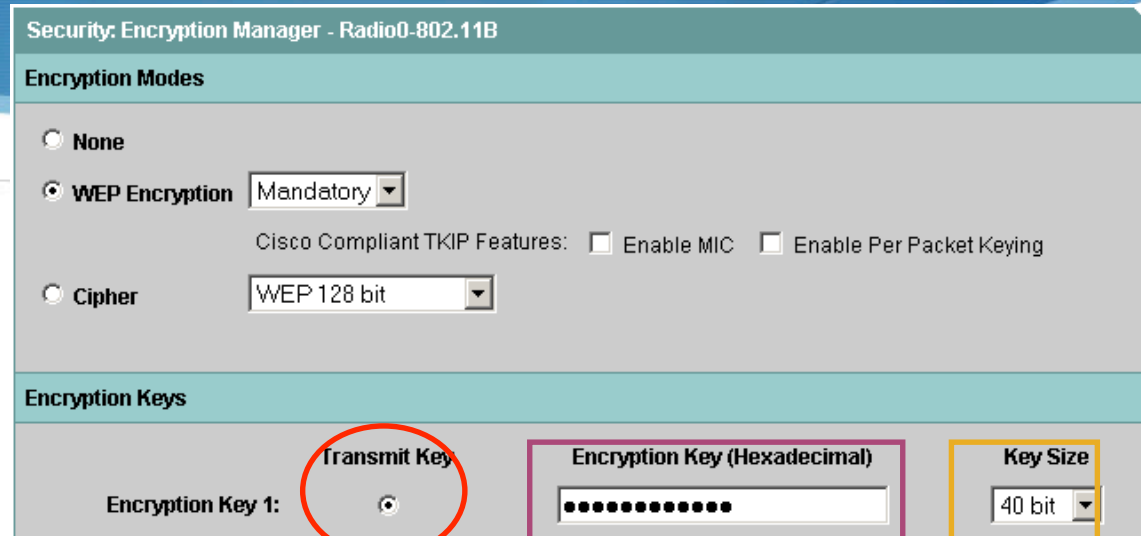 Security: Encryption Manager - Radio0-802.11B
Encryption Modes
None
WEP Encryption Mandatory
Cisco Compliant TKIP Features: Enable MIC Enable Per Packet Keying
Cipher WEP 128 bit
Encryption Keys
Transmit Key Encryption Key (Hexadecimal) Key Size
Encryption Key 1: •••••••••••• 40 bit